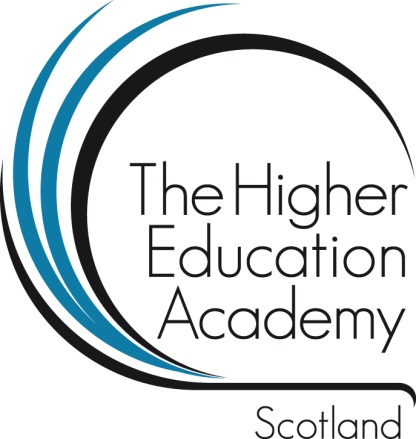 The Higher
Education
Academy
Scotland